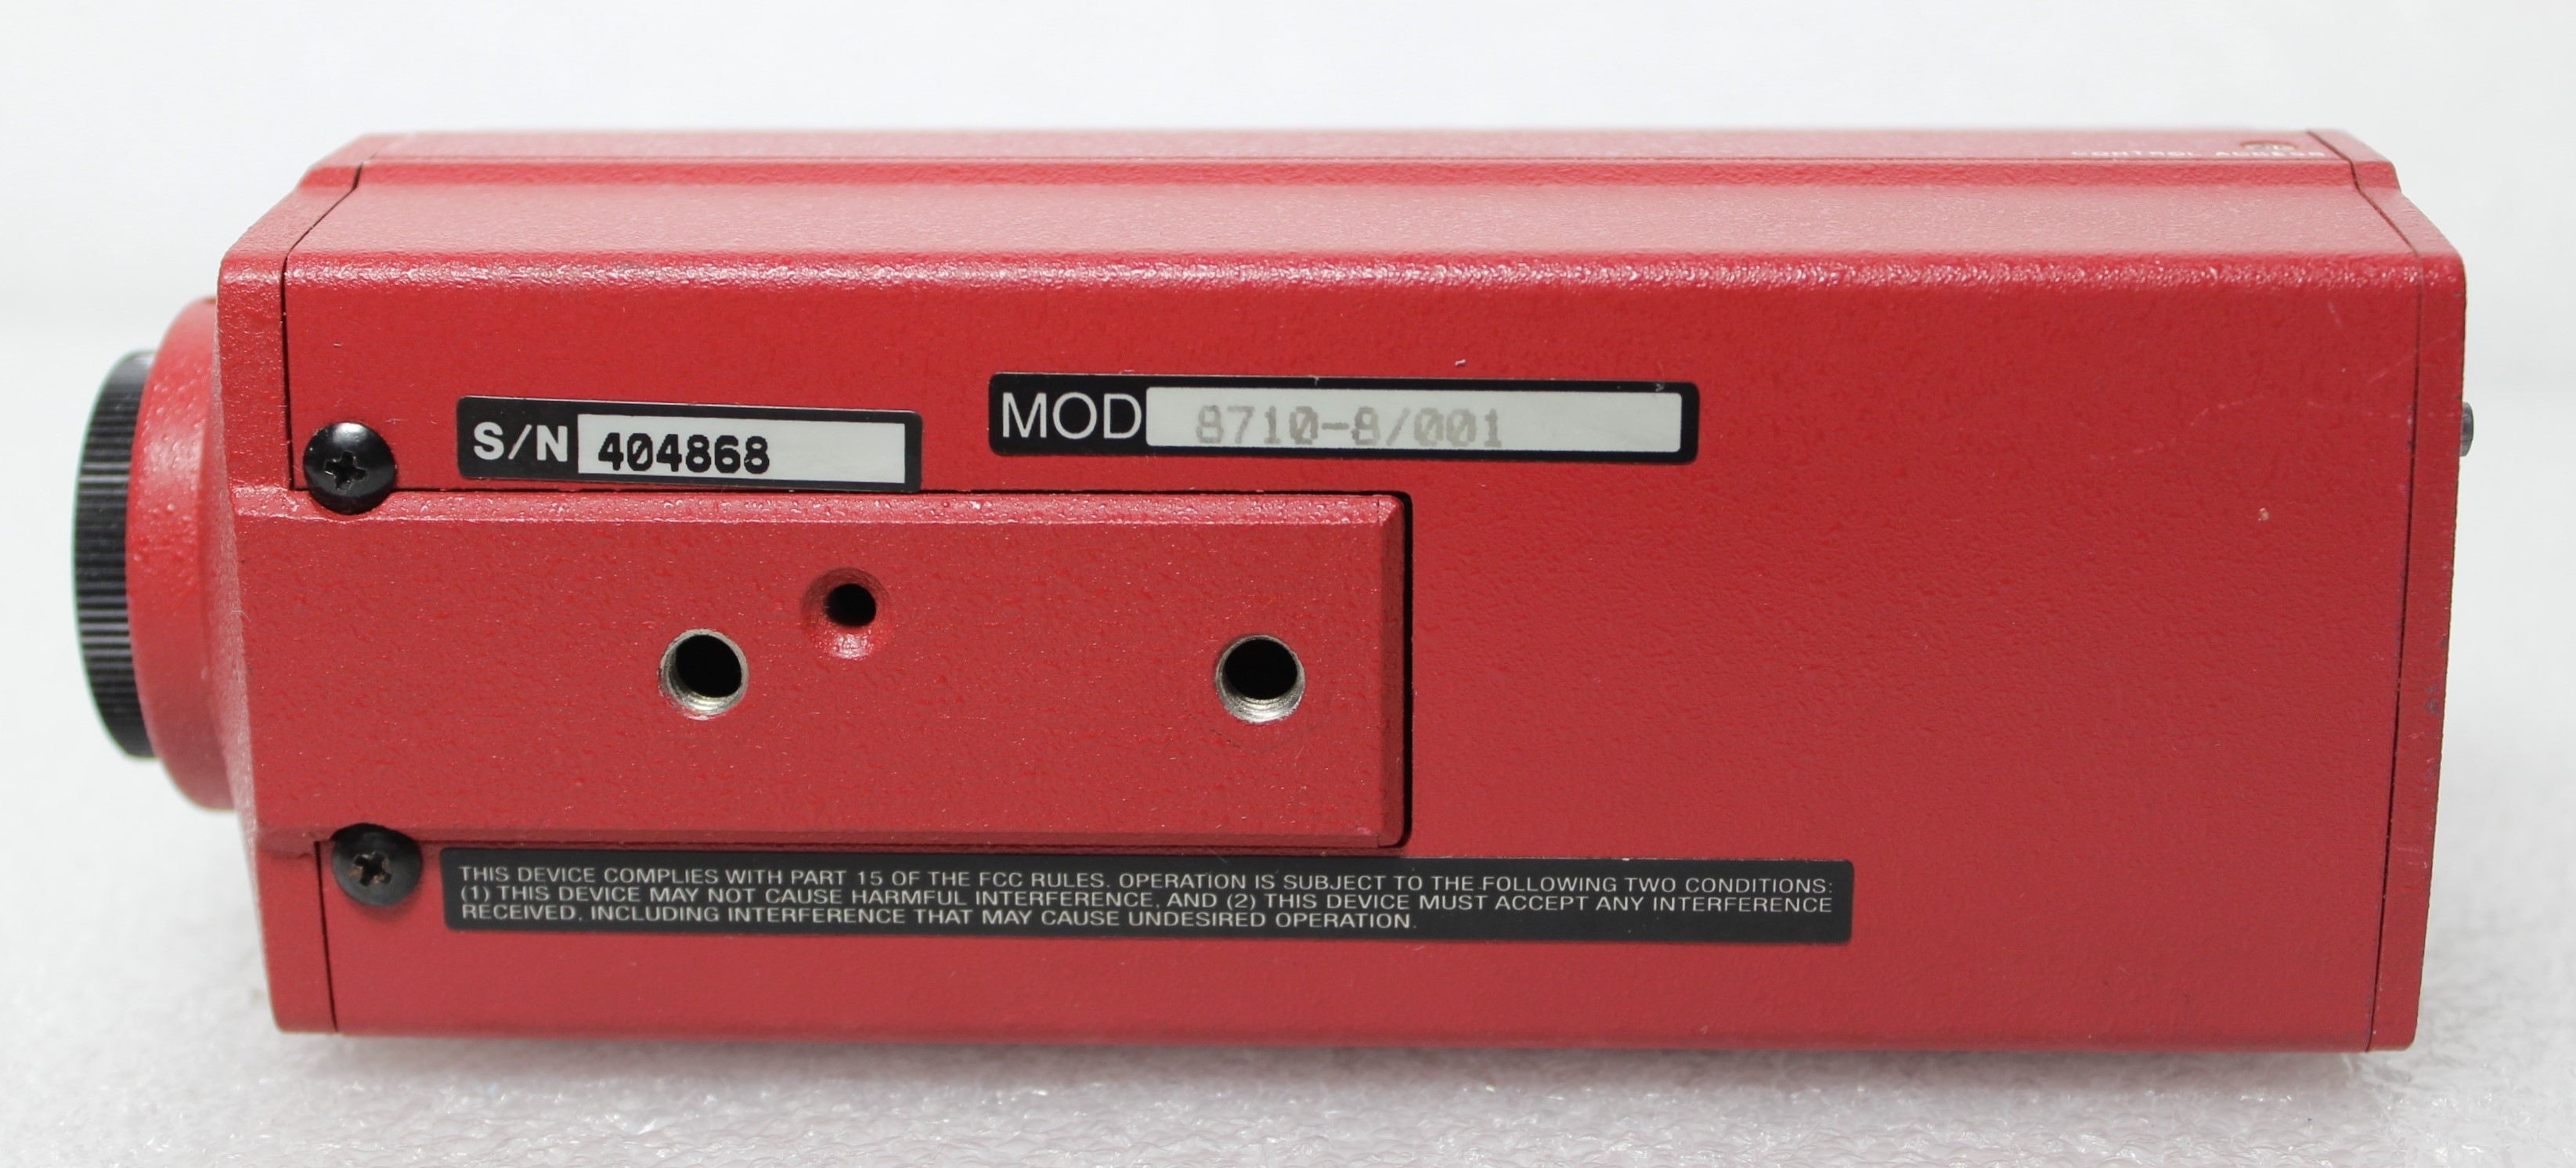 CONTROL ACCESS
S/N 404868
MOD 8710-8/001
THIS DEVICE COMPLIES WITH PART 15 OF THE FCC RULES. OPERATION IS SUBJECT TO THE FOLLOWING TWO CONDITIONS:
(1) THIS DEVICE MAY NOT CAUSE HARMFUL INTERFERENCE, AND (2) THIS DEVICE MUST ACCEPT ANY INTERFERENCE
RECEIVED, INCLUDING INTERFERENCE THAT MAY CAUSE UNDESIRED OPERATION.